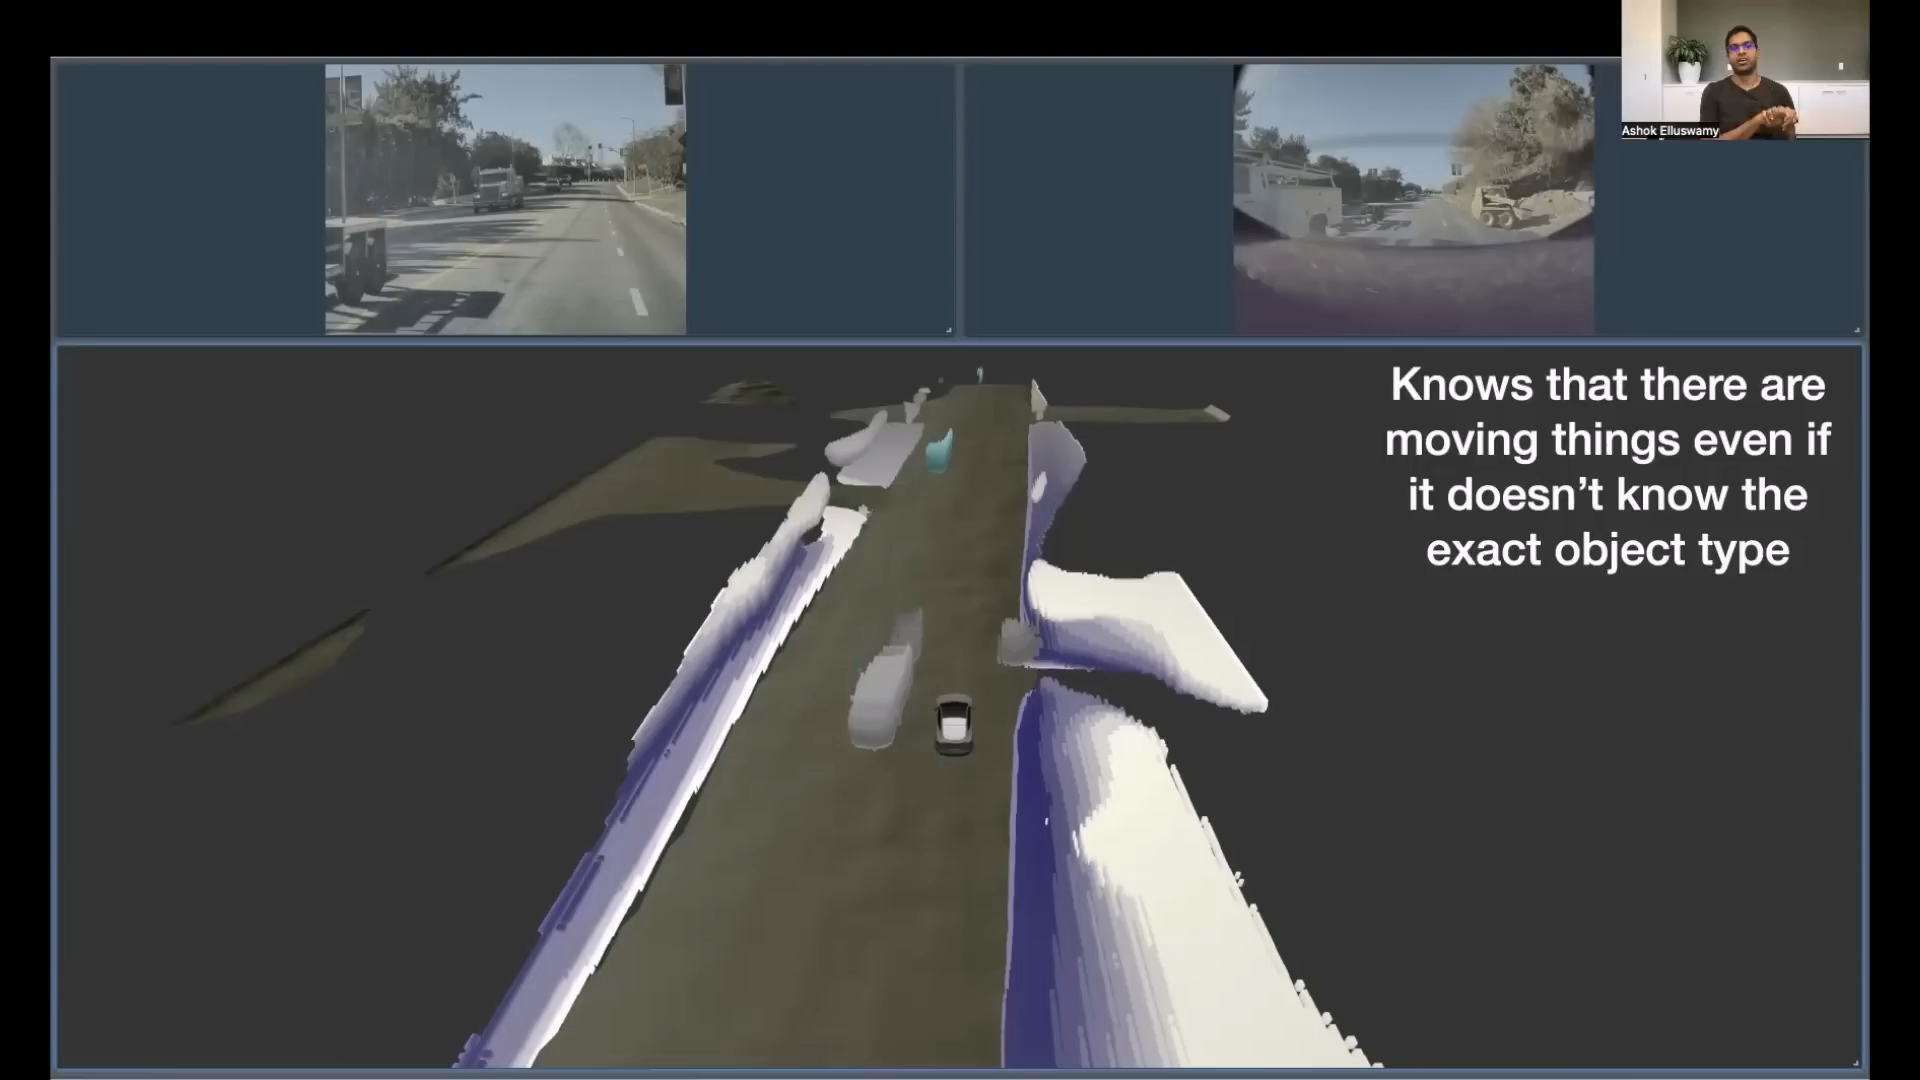 Ashok Elluswamy
Knows that there are
moving things even if
it doesn’t know the
exact object type